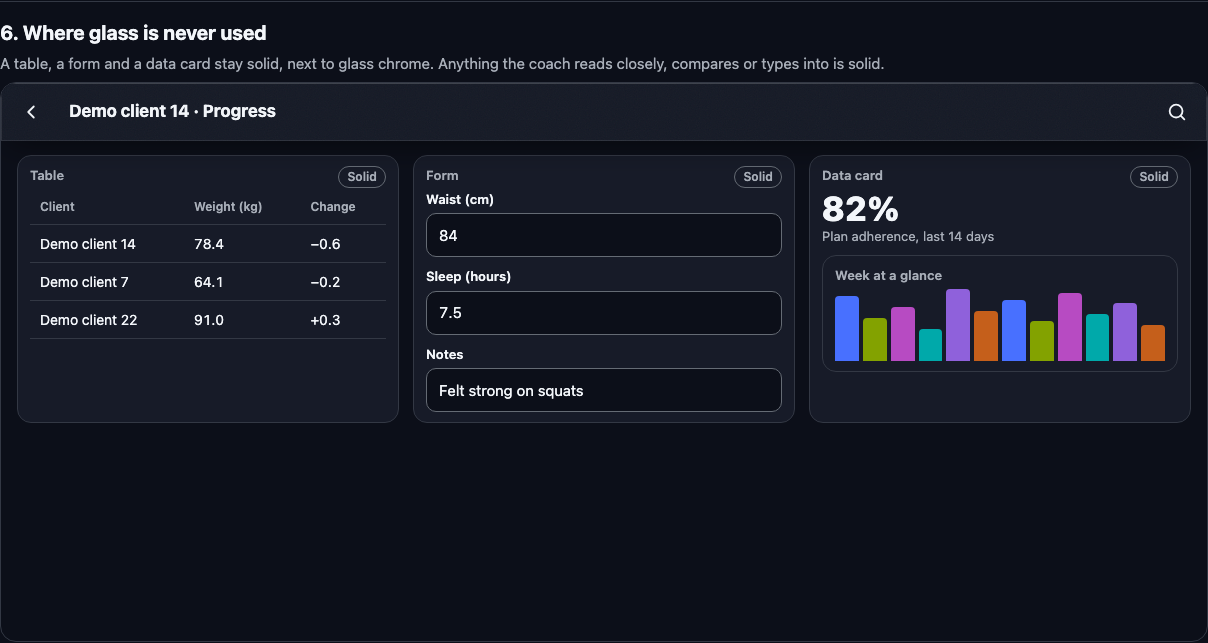 6. Where glass is never used
A table, a form and a data card stay solid, next to glass chrome. Anything the coach reads closely, compares or types into is solid.
Demo client 14 · Progress
Table
Solid
Client Weight (kg) Change
Demo client 14 78.4 −0.6
Demo client 7 64.1 −0.2
Demo client 22 91.0 +0.3
Form
Solid
Waist (cm)
84
Sleep (hours)
7.5
Notes
Felt strong on squats
Data card
Solid
82%
Plan adherence, last 14 days
Week at a glance